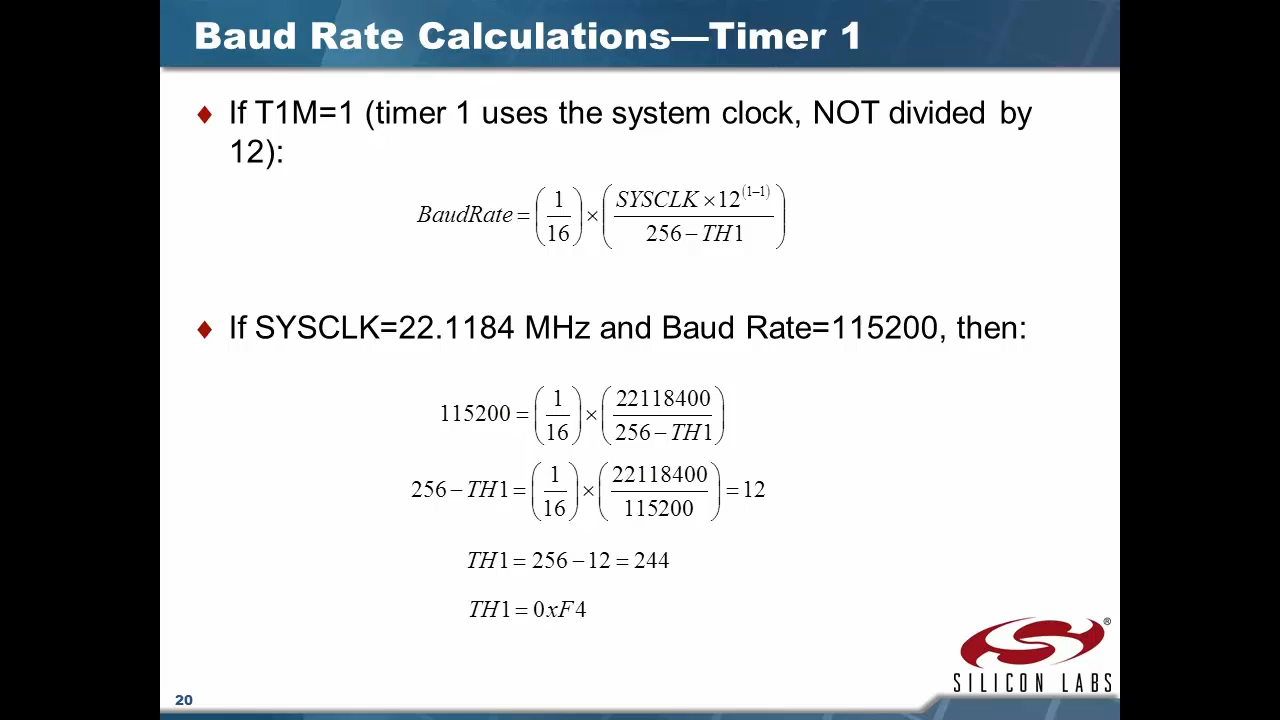 Baud Rate Calculations—Timer 1
♦ If T1M=1 (timer 1 uses the system clock, NOT divided by
12):
BaudRate = (1/16) × (SYSCLK × 12^(1–1) / 256 – TH1)
♦ If SYSCLK=22.1184 MHz and Baud Rate=115200, then:
115200 = (1/16) × (22118400 / 256 – TH1)
256 – TH1 = (1/16) × (22118400 / 115200) = 12
TH1 = 256 – 12 = 244
TH1 = 0xF4
®
SILICON LABS
20